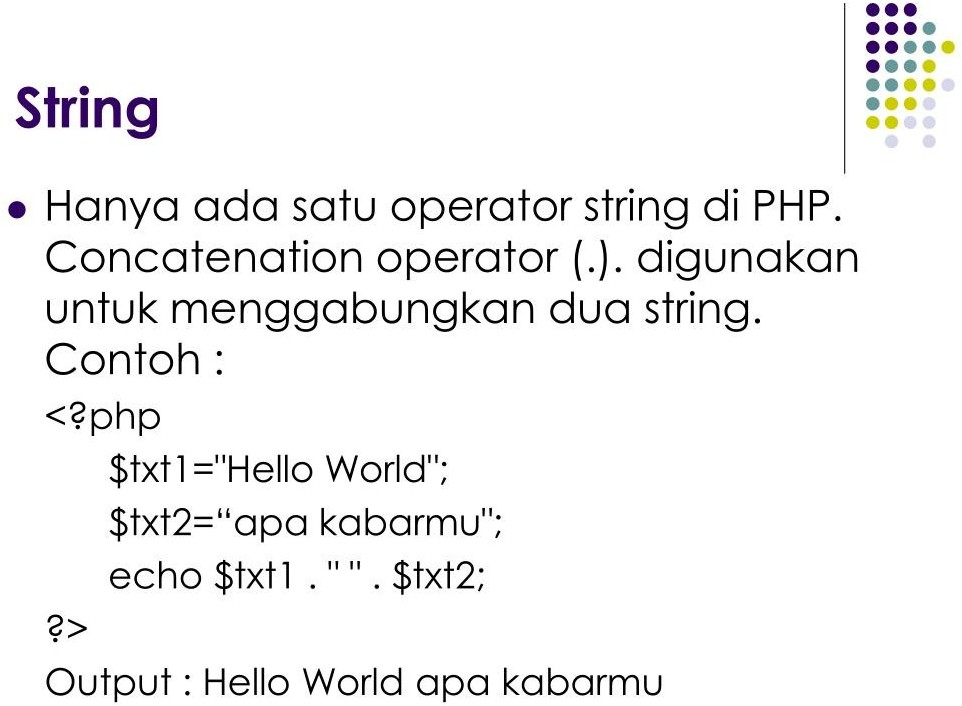 String
● Hanya ada satu operator string di PHP.
Concatenation operator (.). digunakan
untuk menggabungkan dua string.
Contoh :
<?php
$txt1="Hello World";
$txt2=“apa kabarmu";
echo $txt1 . " " . $txt2;
?>
Output : Hello World apa kabarmu